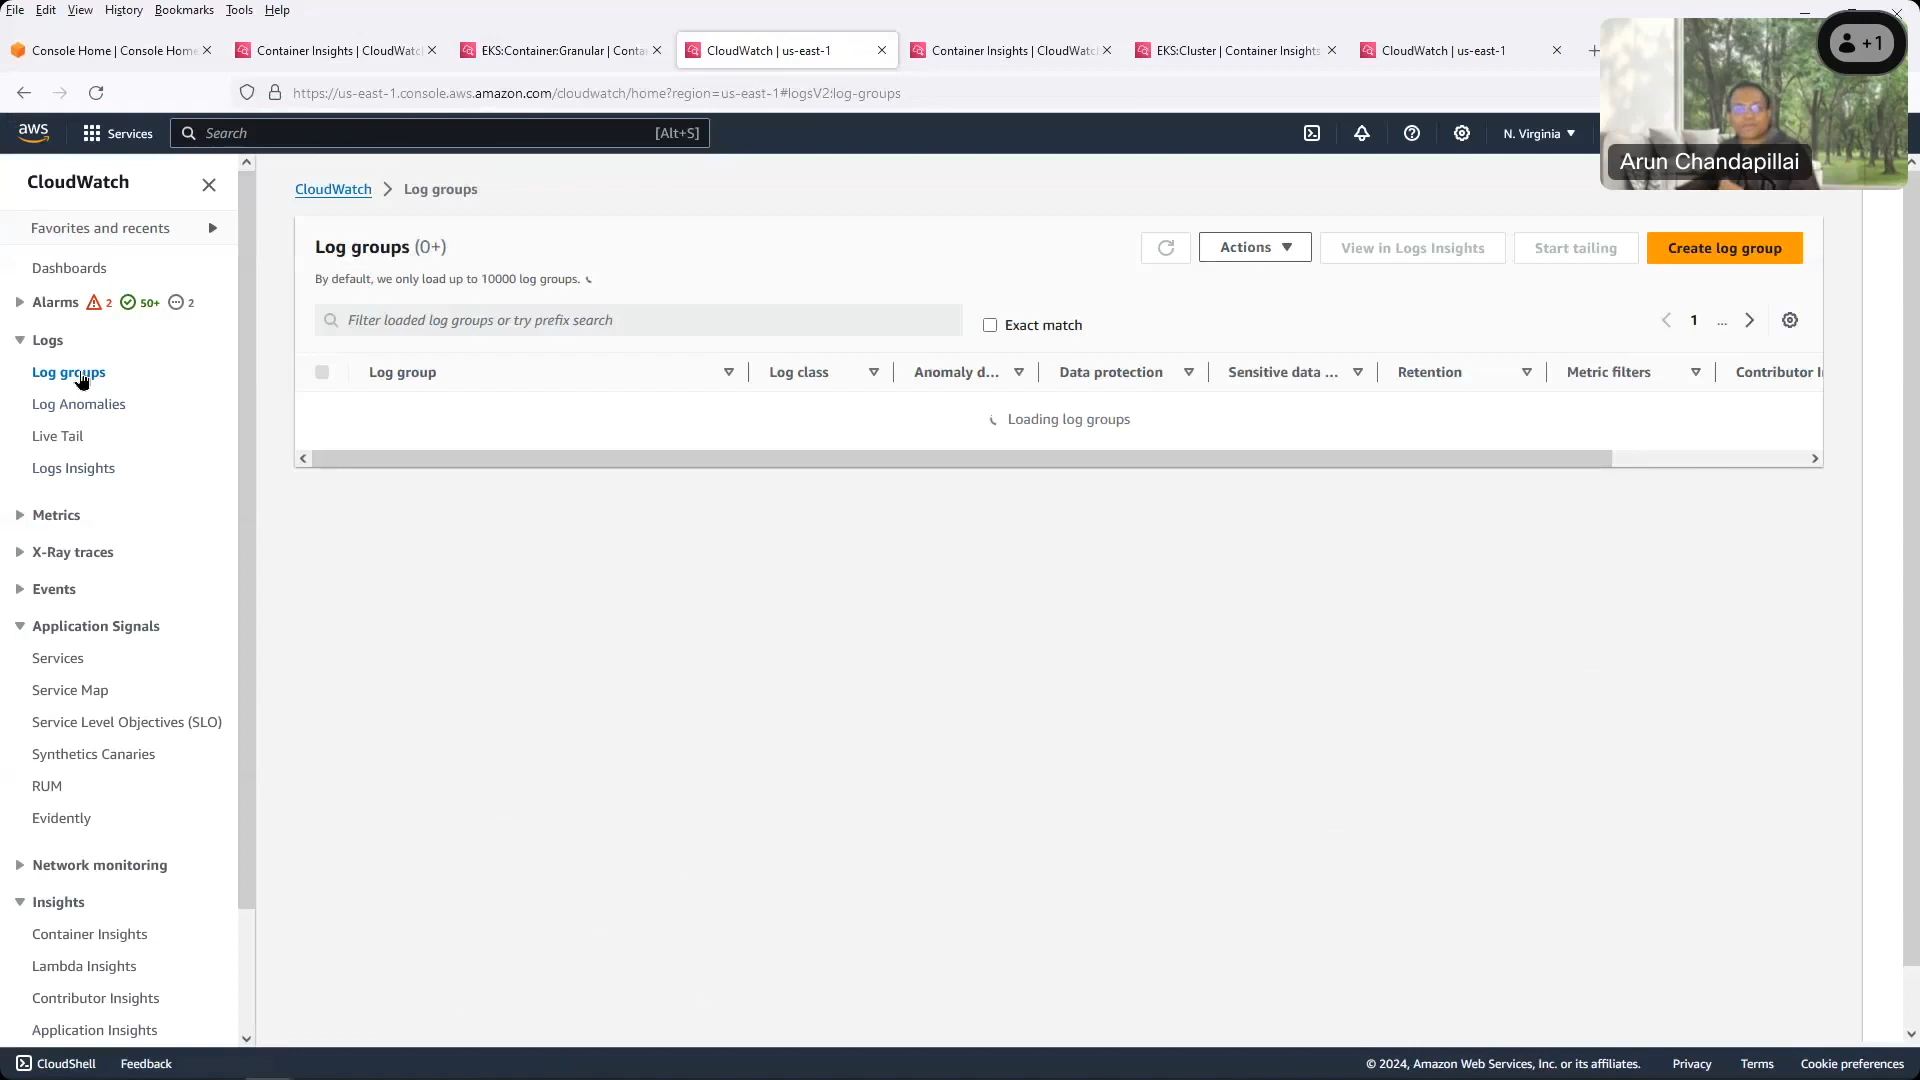 File Edit View History Bookmarks Tools Help
Console Home | Console Home
Container Insights | CloudWatc
EKS:Container:Granular | Conta
CloudWatch | us-east-1
Container Insights | CloudWatc
EKS:Cluster | Container Insights
CloudWatch | us-east-1
+1
https://us-east-1.console.aws.amazon.com/cloudwatch/home?region=us-east-1#logsV2:log-groups
aws
Services
Search
[Alt+S]
N. Virginia
Arun Chandapillai
CloudWatch
Favorites and recents
Dashboards
Alarms 2 50+ 2
Logs
Log groups
Log Anomalies
Live Tail
Logs Insights
Metrics
X-Ray traces
Events
Application Signals
Services
Service Map
Service Level Objectives (SLO)
Synthetics Canaries
RUM
Evidently
Network monitoring
Insights
Container Insights
Lambda Insights
Contributor Insights
Application Insights
CloudWatch > Log groups
Log groups (0+)
Actions
View in Logs Insights
Start tailing
Create log group
By default, we only load up to 10000 log groups.
Filter loaded log groups or try prefix search
Exact match
1 ...
Log group
Log class
Anomaly d...
Data protection
Sensitive data ...
Retention
Metric filters
Contributor I
Loading log groups
CloudShell Feedback
© 2024, Amazon Web Services, Inc. or its affiliates. Privacy Terms Cookie preferences